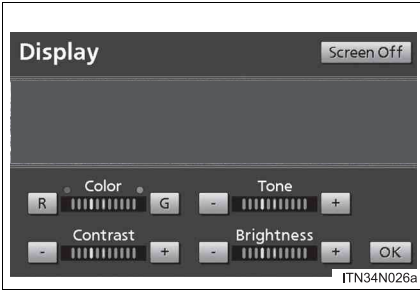 Display
Screen Off
Color
Tone
R
G
-
+
Contrast
Brightness
-
+
-
+
OK
ITN34N026a